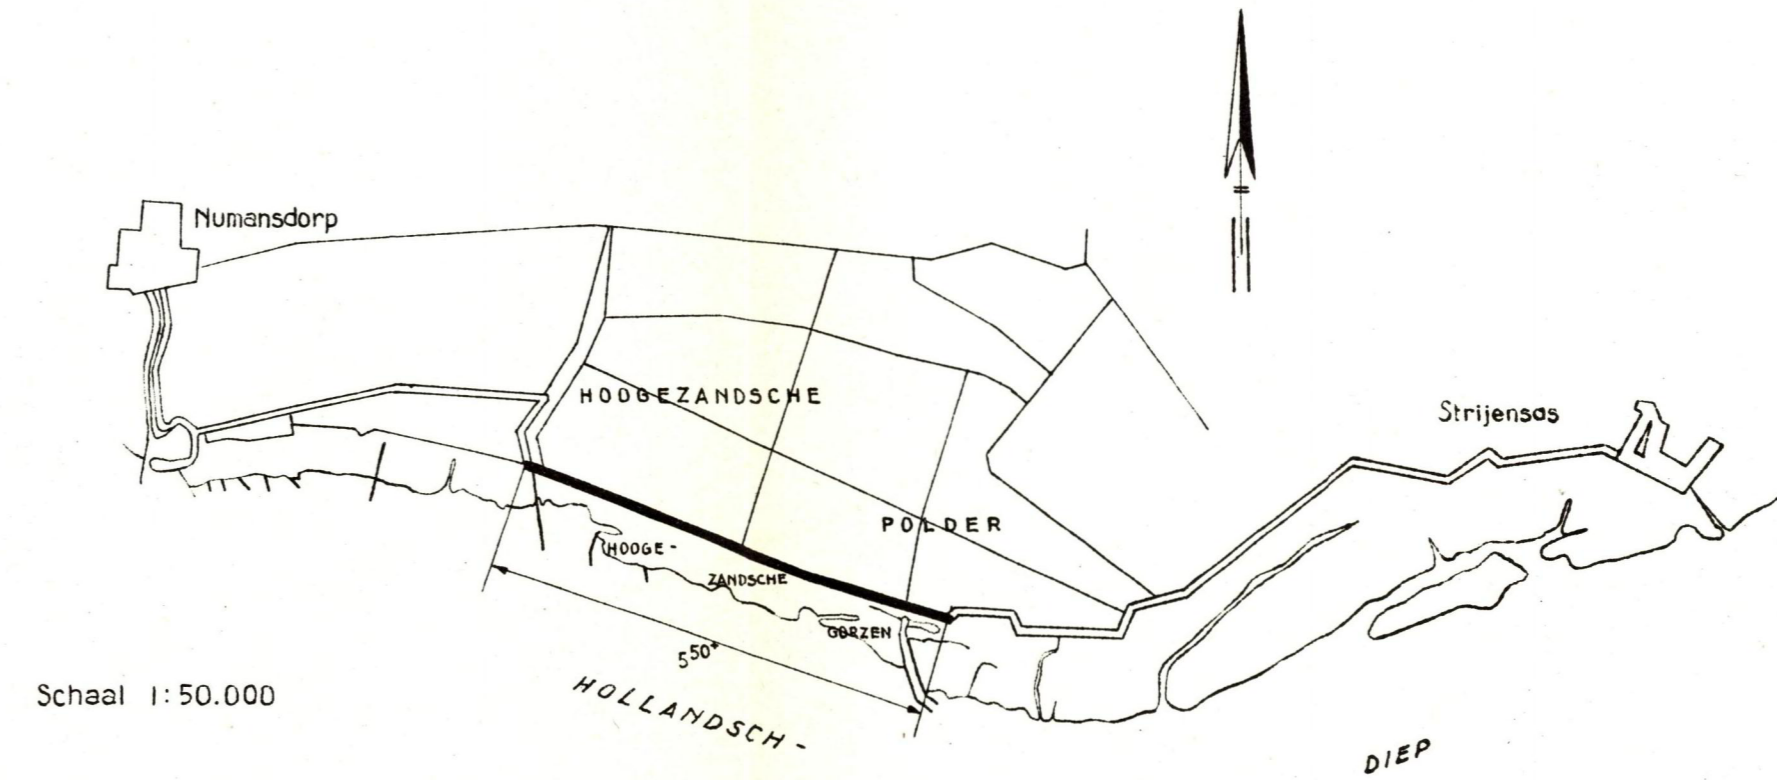 Numansdorp
HOOGEZANDSCHE
Strijensas
POLDER
HOOGE-
ZANDSCHE
GORZEN
5⁵⁰⁺
Schaal 1:50.000
HOLLANDSCH-
DIEP